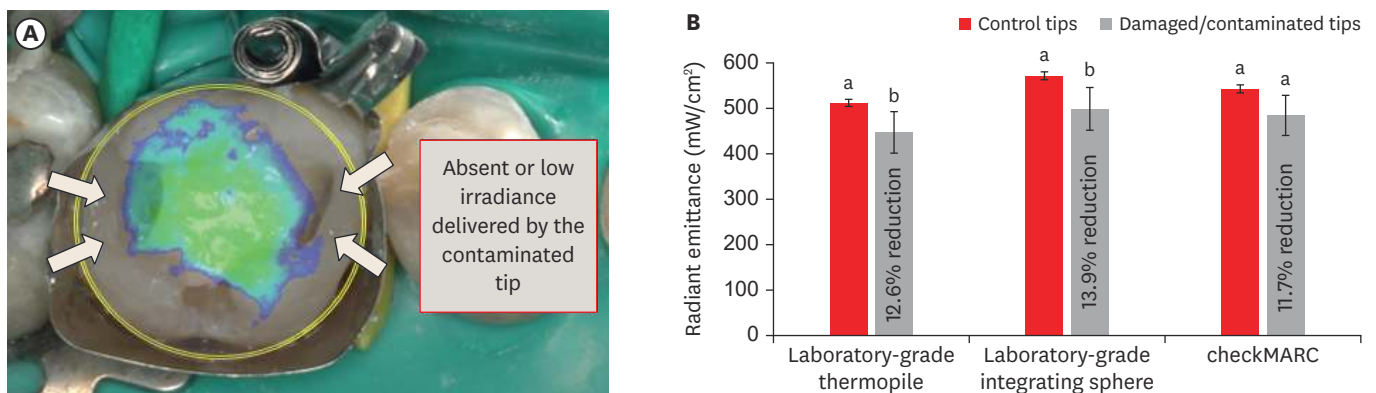 A
Absent or low
irradiance
delivered by the
contaminated
tip
B
Control tips
Damaged/contaminated tips
Radiant emittance (mW/cm²)
600
500
400
300
200
100
0
a
b
a
b
a
a
12.6% reduction
13.9% reduction
11.7% reduction
Laboratory-grade
thermopile
Laboratory-grade
integrating sphere
checkMARC